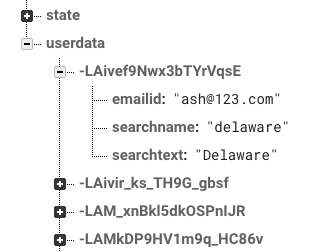 state
userdata
-LAivef9Nwx3bTYrVqsE
emailid: "ash@123.com"
searchname: "delaware"
searchtext: "Delaware"
-LAivir_ks_TH9G_gbsf
-LAM_xnBkl5dkOSPnIJR
-LAMkDP9HV1m9q_HC86v